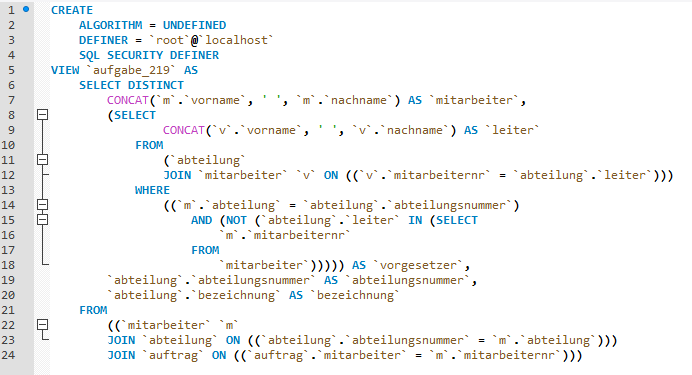 1 CREATE
2 ALGORITHM = UNDEFINED
3 DEFINER = `root`@`localhost`
4 SQL SECURITY DEFINER
5 VIEW `aufgabe_219` AS
6 SELECT DISTINCT
7 CONCAT(`m`.`vorname`, ' ', `m`.`nachname`) AS `mitarbeiter`,
8 (SELECT
9 CONCAT(`v`.`vorname`, ' ', `v`.`nachname`) AS `leiter`
10 FROM
11 (`abteilung`
12 JOIN `mitarbeiter` `v` ON ((`v`.`mitarbeiternr` = `abteilung`.`leiter`)))
13 WHERE
14 ((`m`.`abteilung` = `abteilung`.`abteilungsnummer`)
15 AND (NOT (`abteilung`.`leiter` IN (SELECT
16 `m`.`mitarbeiternr`
17 FROM
18 `mitarbeiter`))))) AS `vorgesetzer`,
19 `abteilung`.`abteilungsnummer` AS `abteilungsnummer`,
20 `abteilung`.`bezeichnung` AS `bezeichnung`
21 FROM
22 ((`mitarbeiter` `m`
23 JOIN `abteilung` ON ((`abteilung`.`abteilungsnummer` = `m`.`abteilung`)))
24 JOIN `auftrag` ON ((`auftrag`.`mitarbeiter` = `m`.`mitarbeiternr`)))